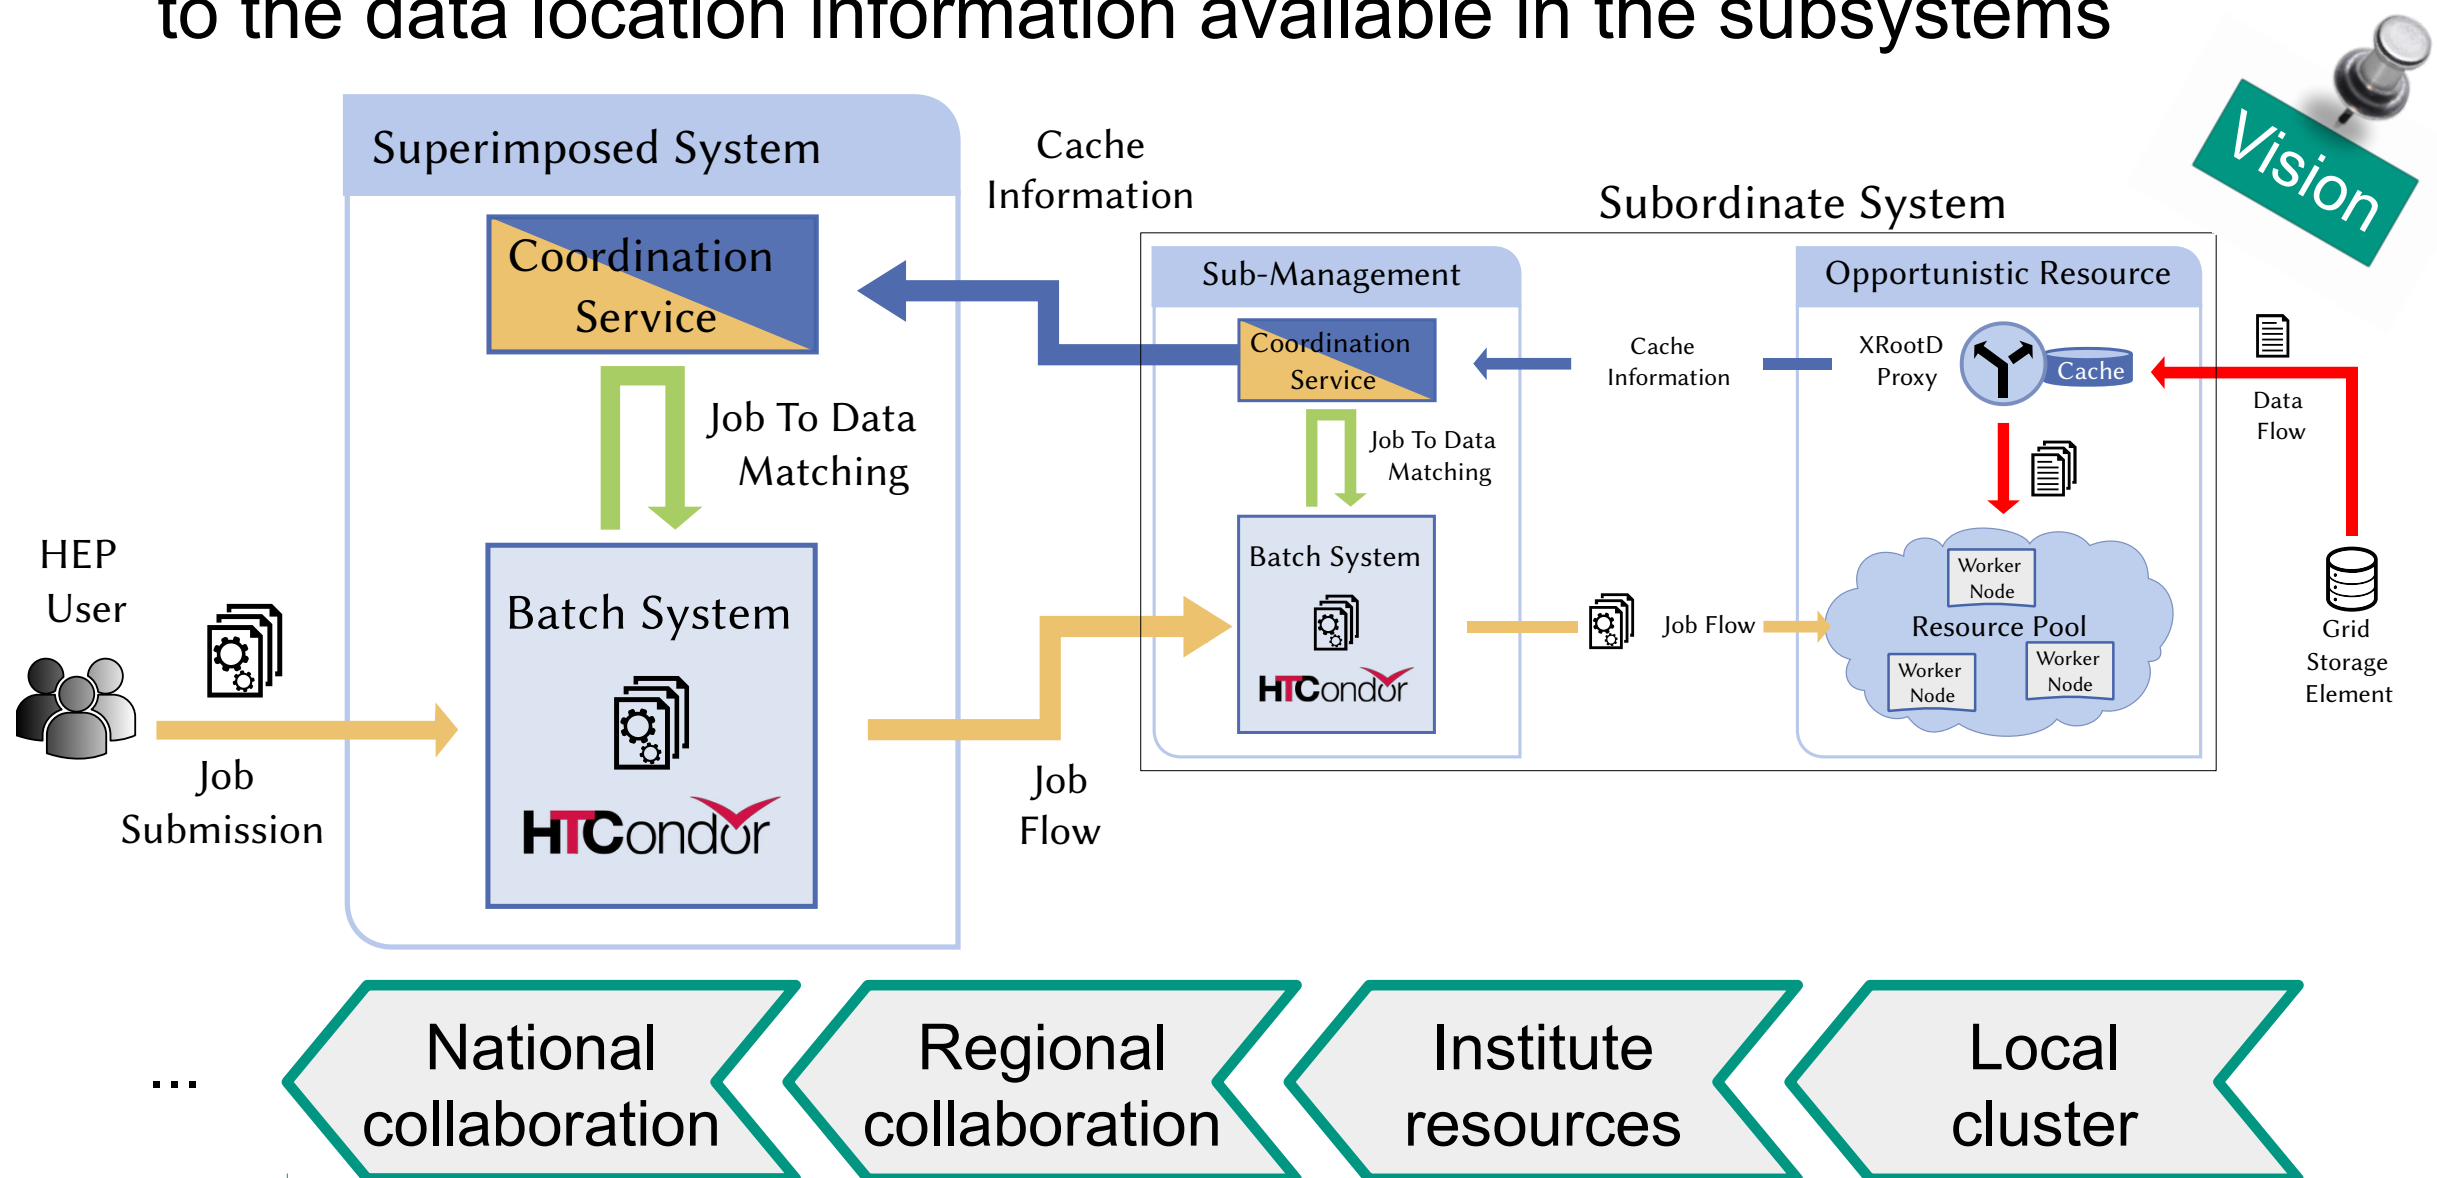 to the data location information available in the subsystems
Vision
Superimposed System
Cache
Information
Subordinate System
Coordination
Service
Sub-Management
Opportunistic Resource
Coordination
Service
Cache
Information
XRootD
Proxy
Cache
Data
Flow
Job To Data
Matching
Job To Data
Matching
HEP
User
Batch System
HTCondor
Batch System
HTCondor
Job Flow
Worker
Node
Resource Pool
Worker
Node
Worker
Node
Grid
Storage
Element
Job
Submission
Job
Flow
...
National
collaboration
Regional
collaboration
Institute
resources
Local
cluster